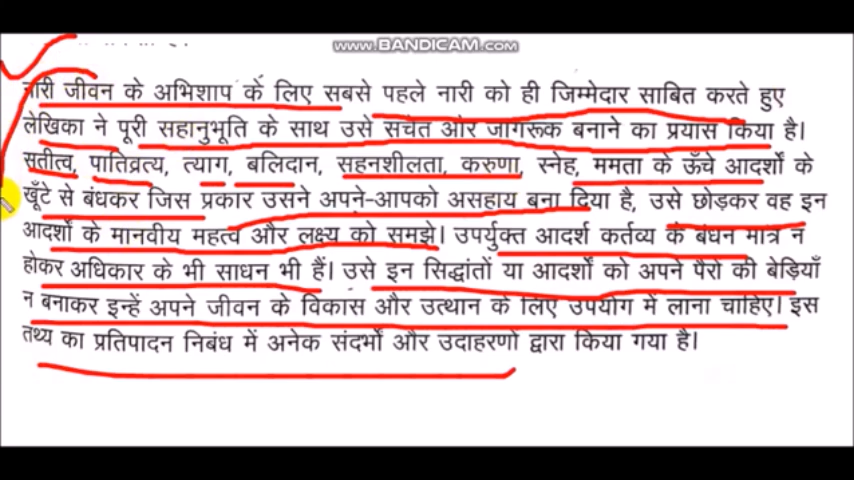 www.BANDICAM.com
नारी जीवन के अभिशाप के लिए सबसे पहले नारी को ही जिम्मेदार साबित करते हुए
लेखिका ने पूरी सहानुभूति के साथ उसे सचेत और जागरूक बनाने का प्रयास किया है।
सतीत्व, पातिव्रत्य, त्याग, बलिदान, सहनशीलता, करुणा, स्नेह, ममता के ऊँचे आदर्शों के
खूँटे से बंधकर जिस प्रकार उसने अपने-आपको असहाय बना दिया है, उसे छोड़कर वह इन
आदर्शों के मानवीय महत्व और लक्ष्य को समझे। उपर्युक्त आदर्श कर्तव्य के बंधन मात्र न
होकर अधिकार के भी साधन भी हैं। उसे इन सिद्धांतों या आदर्शों को अपने पैरो की बेड़ियाँ
न बनाकर इन्हें अपने जीवन के विकास और उत्थान के लिए उपयोग में लाना चाहिए। इस
तथ्य का प्रतिपादन निबंध में अनेक संदर्भो और उदाहरणो द्वारा किया गया है।